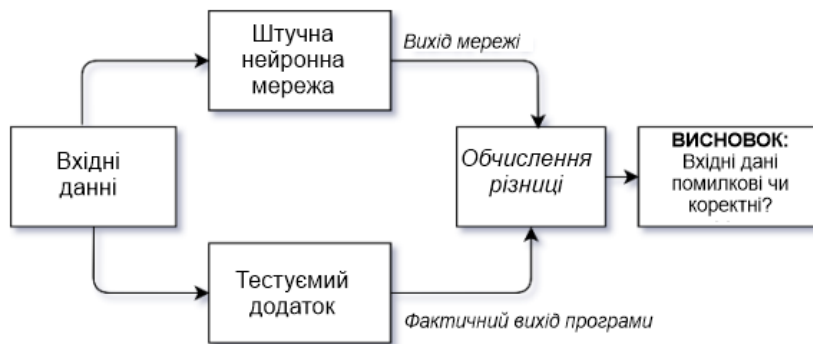 Штучна
нейронна
мережа
Вихід мережі
Вхідні
данні
Обчислення
різниці
ВИСНОВОК:
Вхідні дані
помилкові чи
коректні?
Тестуємий
додаток
Фактичний вихід програми